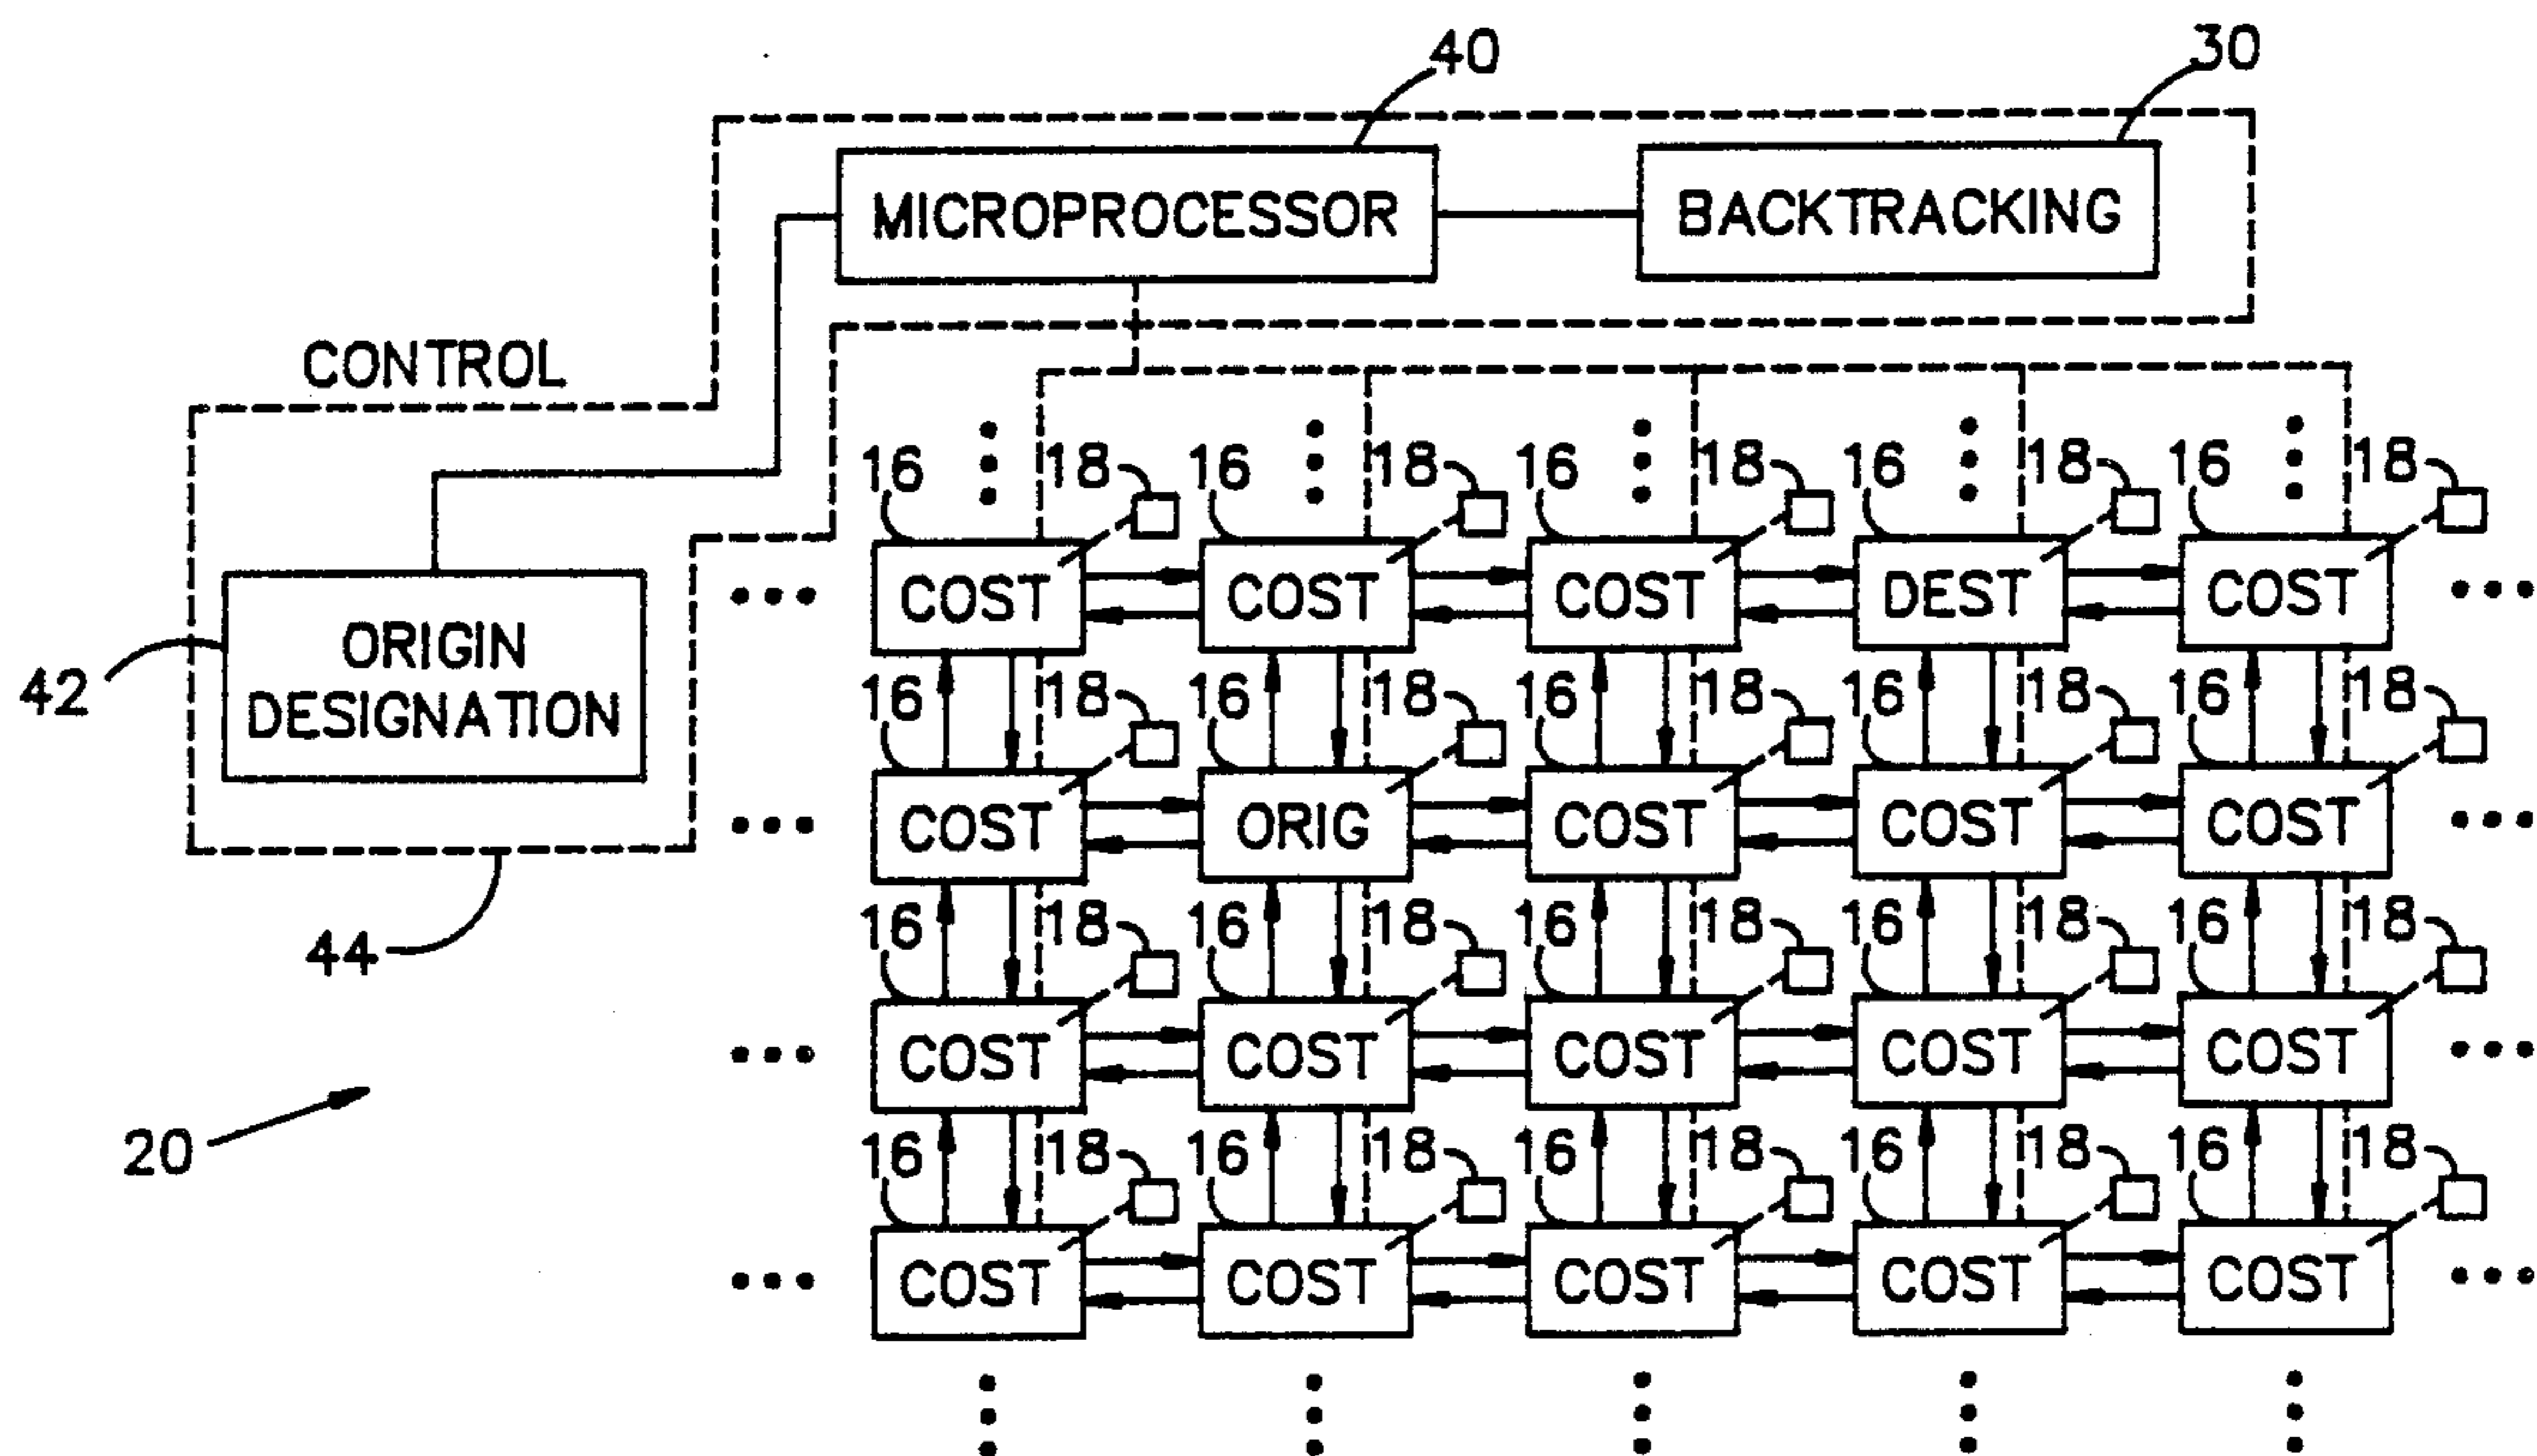 40 30
MICROPROCESSOR BACKTRACKING
CONTROL
16 18 16 18 16 18 16 18 16 18
COST COST COST DEST COST
ORIGIN
DESIGNATION
42
16 18 16 18 16 18 16 18 16 18
COST ORIG COST COST COST
44
16 18 16 18 16 18 16 18 16 18
COST COST COST COST COST
20
16 18 16 18 16 18 16 18 16 18
COST COST COST COST COST